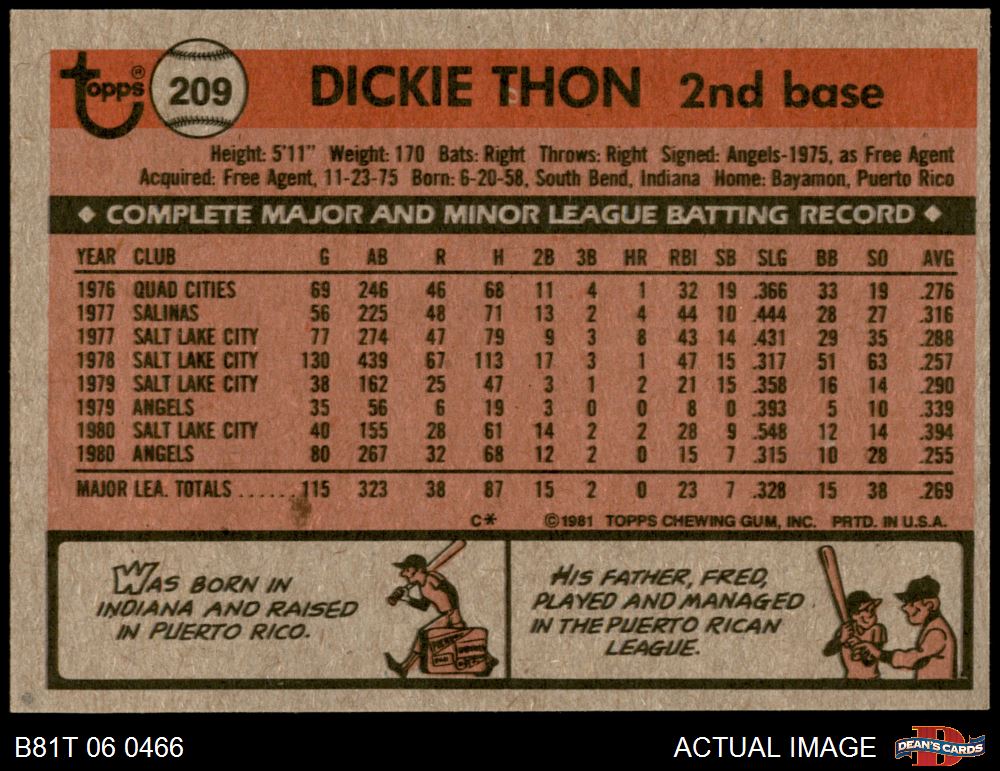 Topps® 209 DICKIE THON 2nd base
Height: 5'11" Weight: 170 Bats: Right Throws: Right Signed: Angels-1975, as Free Agent
Acquired: Free Agent, 11-23-75 Born: 6-20-58, South Bend, Indiana Home: Bayamon, Puerto Rico
◆ COMPLETE MAJOR AND MINOR LEAGUE BATTING RECORD ◆
YEAR CLUB G AB R H 2B 3B HR RBI SB SLG BB SO AVG
1976 QUAD CITIES 69 246 46 68 11 4 1 32 19 .366 33 19 .276
1977 SALINAS 56 225 48 71 13 2 4 44 10 .444 28 27 .316
1977 SALT LAKE CITY 77 274 47 79 9 3 8 43 14 .431 29 35 .288
1978 SALT LAKE CITY 130 439 67 113 17 3 1 47 15 .317 51 63 .257
1979 SALT LAKE CITY 38 162 25 47 3 1 2 21 15 .358 16 14 .290
1979 ANGELS 35 56 6 19 3 0 0 8 0 .393 5 10 .339
1980 SALT LAKE CITY 40 155 28 61 14 2 2 28 9 .548 12 14 .394
1980 ANGELS 80 267 32 68 12 2 0 15 7 .315 10 28 .255
MAJOR LEA. TOTALS ...... 115 323 38 87 15 2 0 23 7 .328 15 38 .269
C* ©1981 TOPPS CHEWING GUM, INC. PRTD. IN U.S.A.
WAS BORN IN
INDIANA AND RAISED
IN PUERTO RICO.
HIS FATHER, FRED,
PLAYED AND MANAGED
IN THE PUERTO RICAN
LEAGUE.
B81T 06 0466 ACTUAL IMAGE DEAN'S CARDS